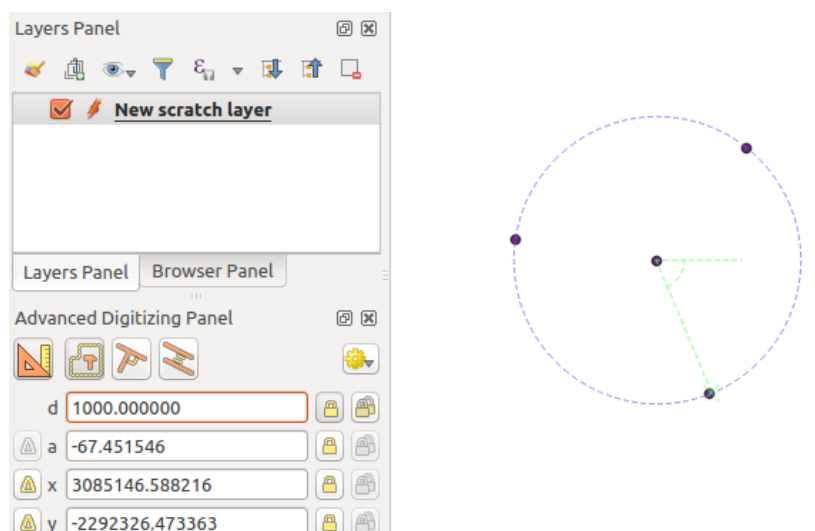 Layers Panel
New scratch layer
Layers Panel Browser Panel
Advanced Digitizing Panel
d 1000.000000
a -67.451546
x 3085146.588216
y -2292326.473363